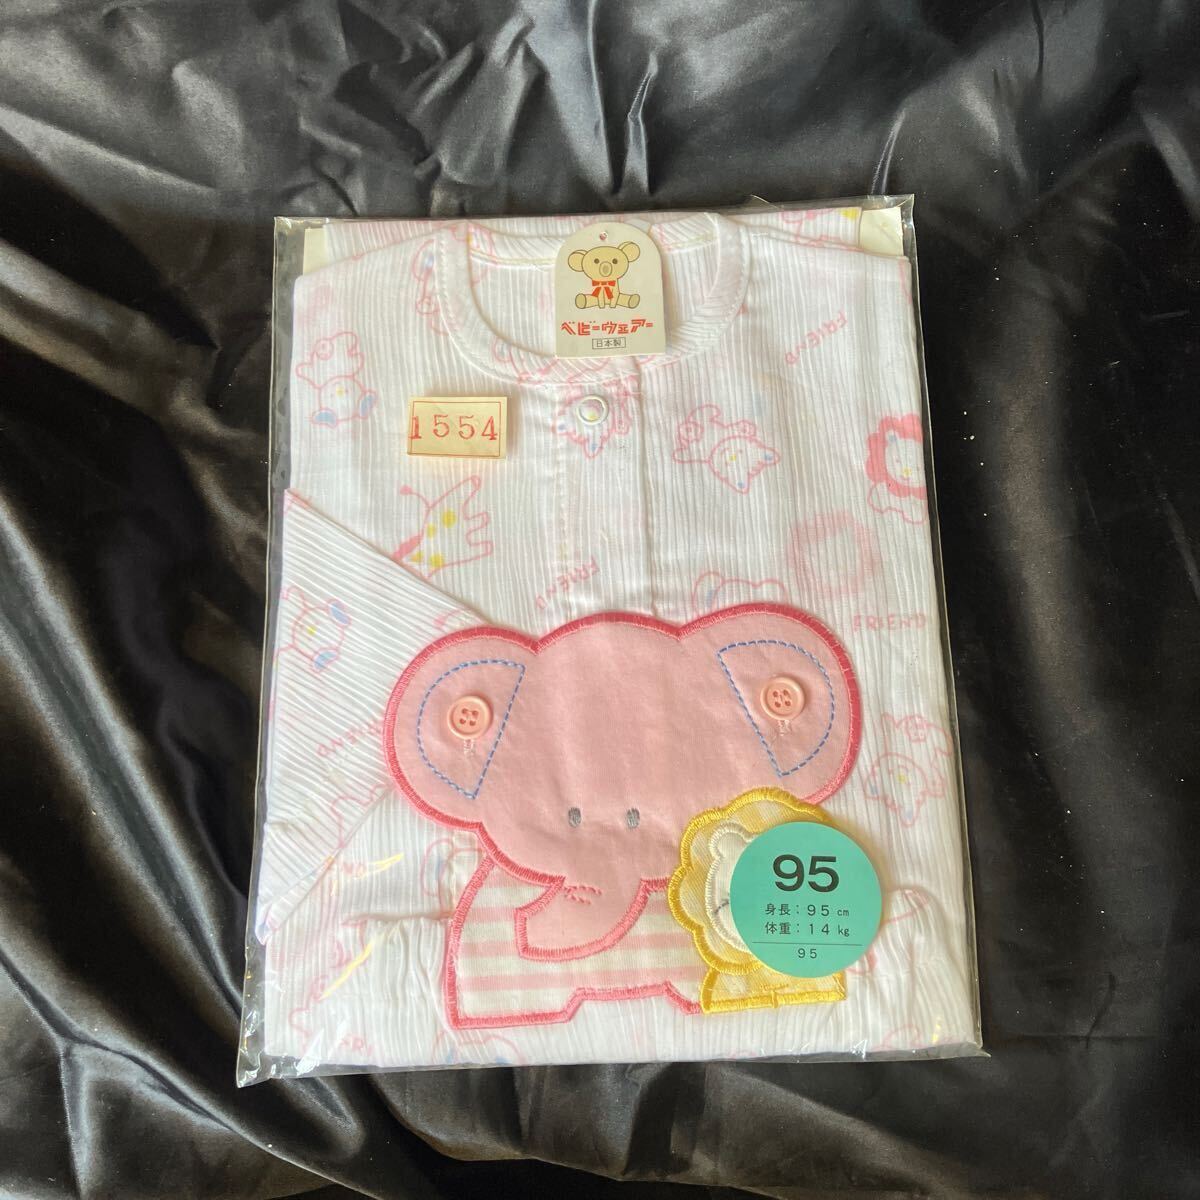 ベビーウェアー
日本製
1554
FRIEND
FRIEND
FRIEND
95
身長：95cm
体重：14kg
95